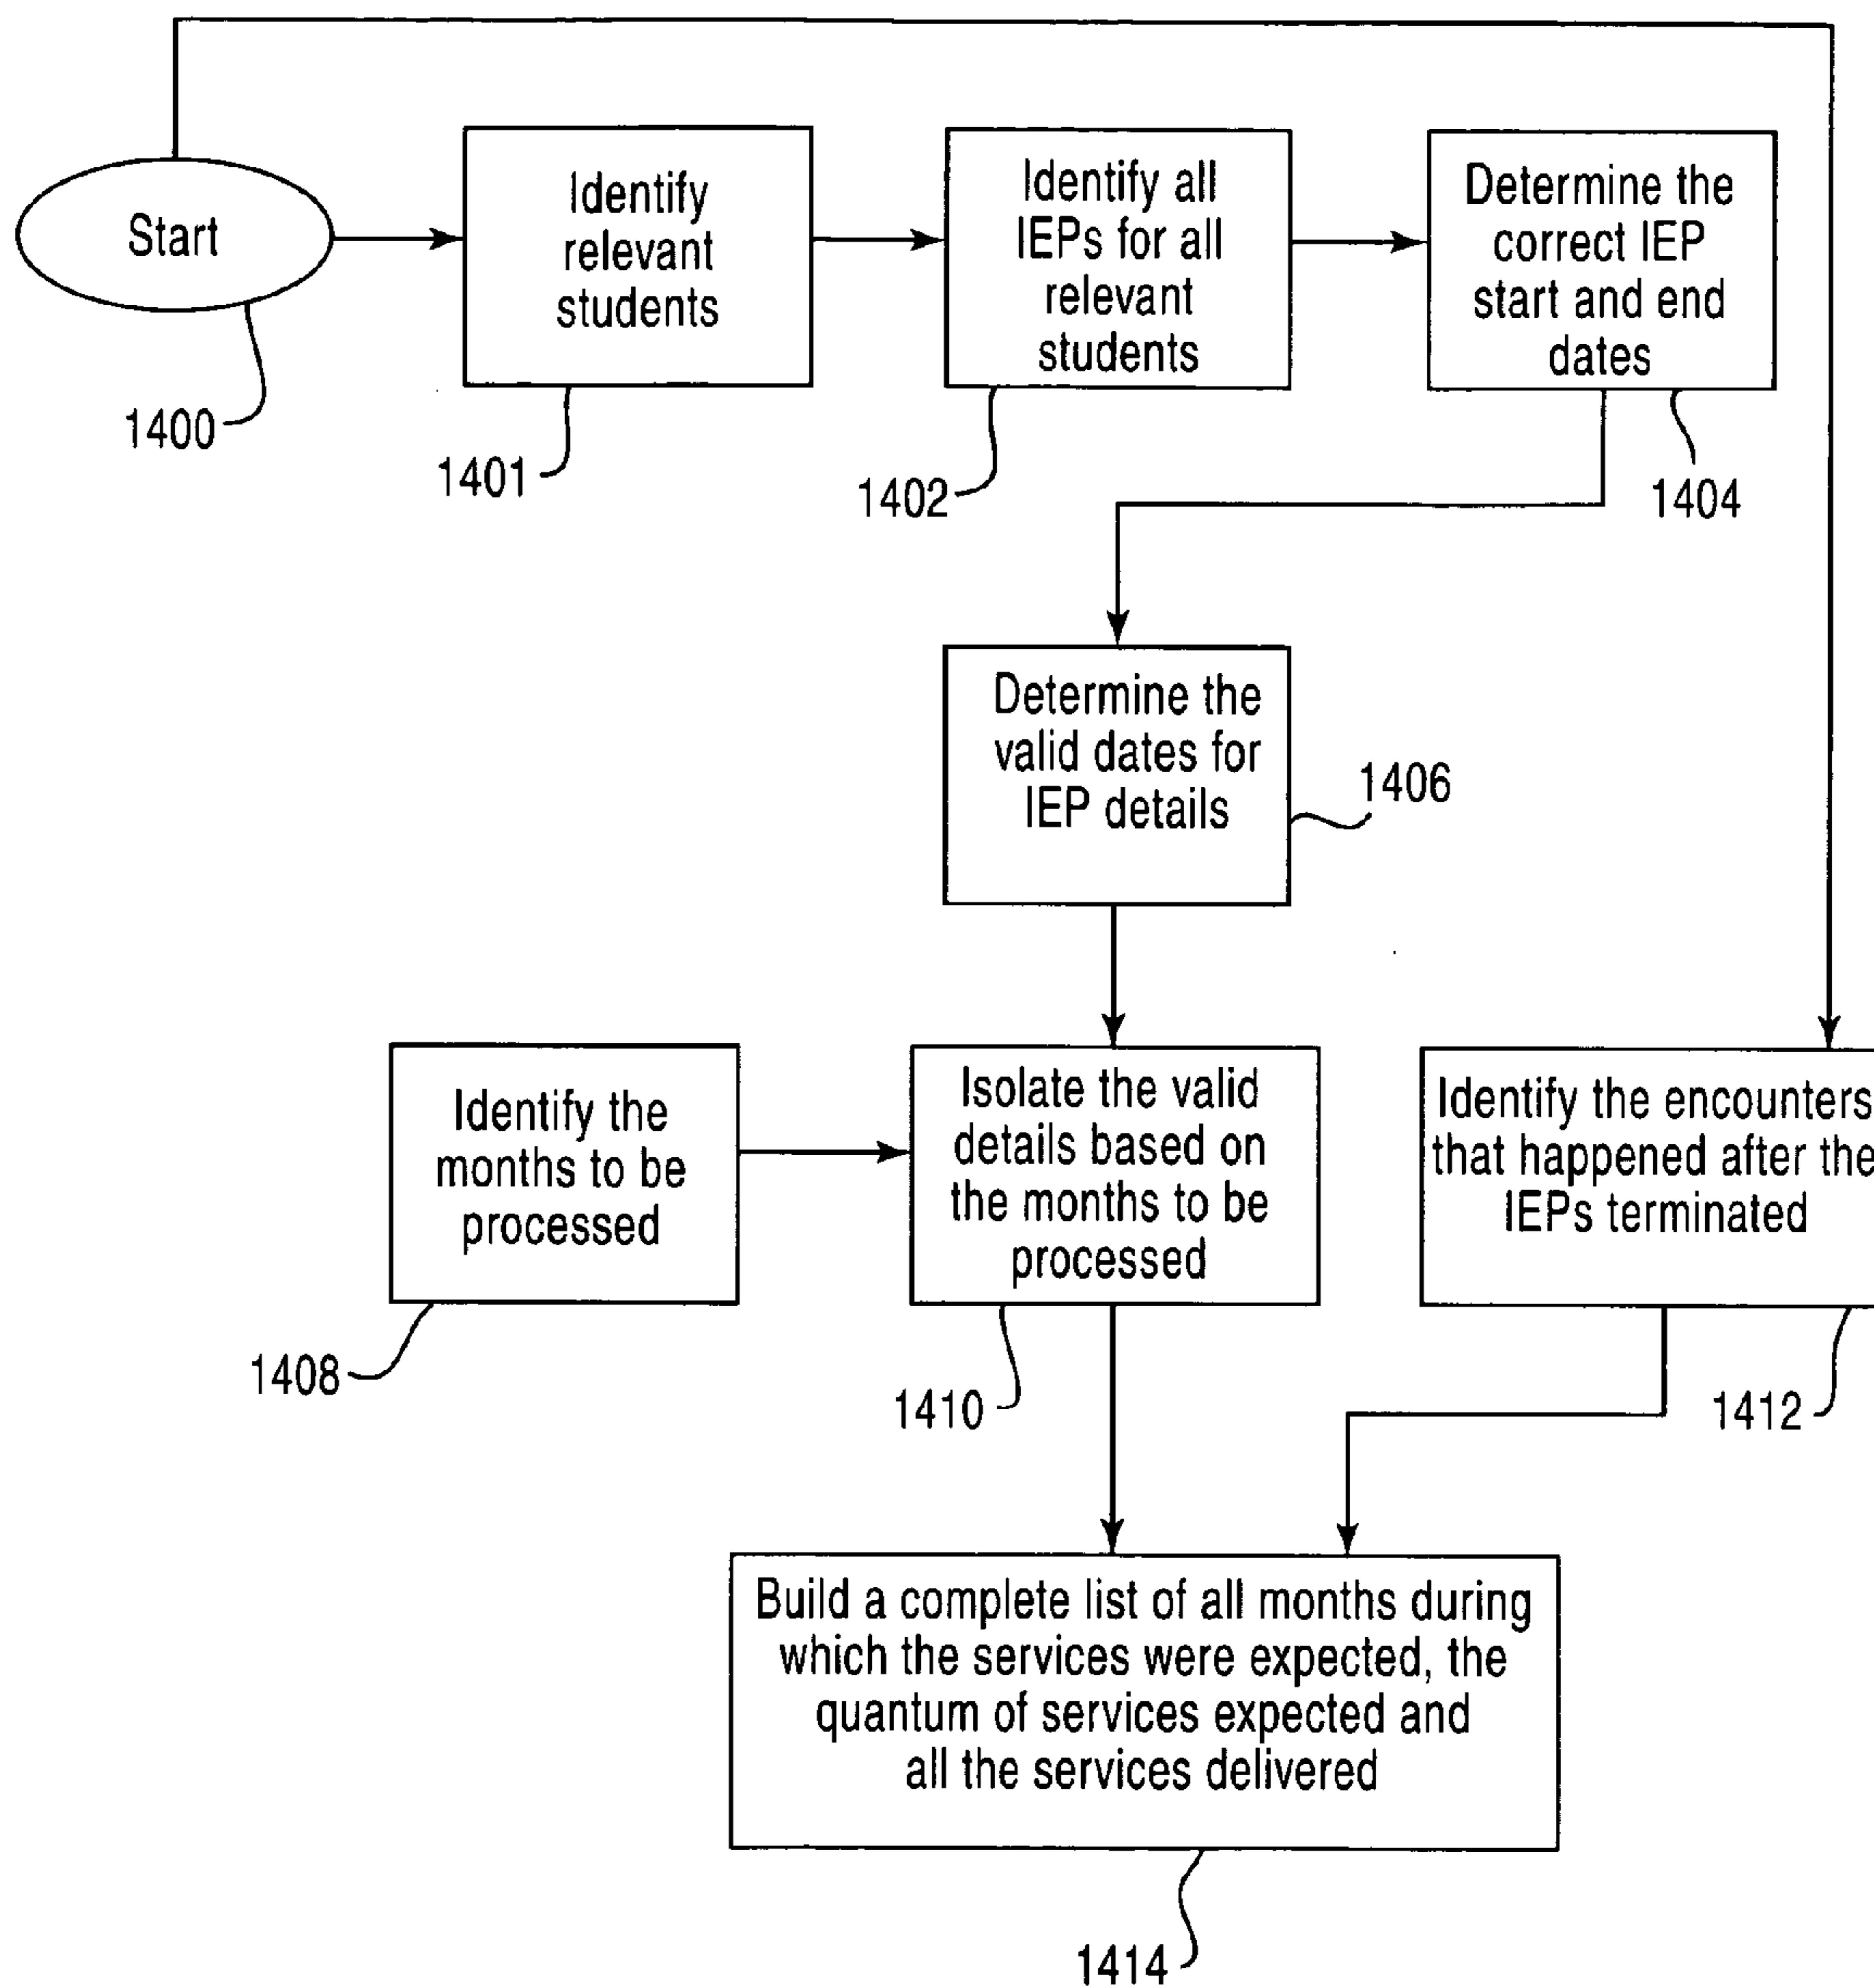 Start
1400
Identify
relevant
students
1401
Identify all
IEPs for all
relevant
students
1402
Determine the
correct IEP
start and end
dates
1404
Determine the
valid dates for
IEP details
1406
Identify the
months to be
processed
1408
Isolate the valid
details based on
the months to be
processed
1410
Identify the encounters
that happened after the
IEPs terminated
1412
Build a complete list of all months during
which the services were expected, the
quantum of services expected and
all the services delivered
1414